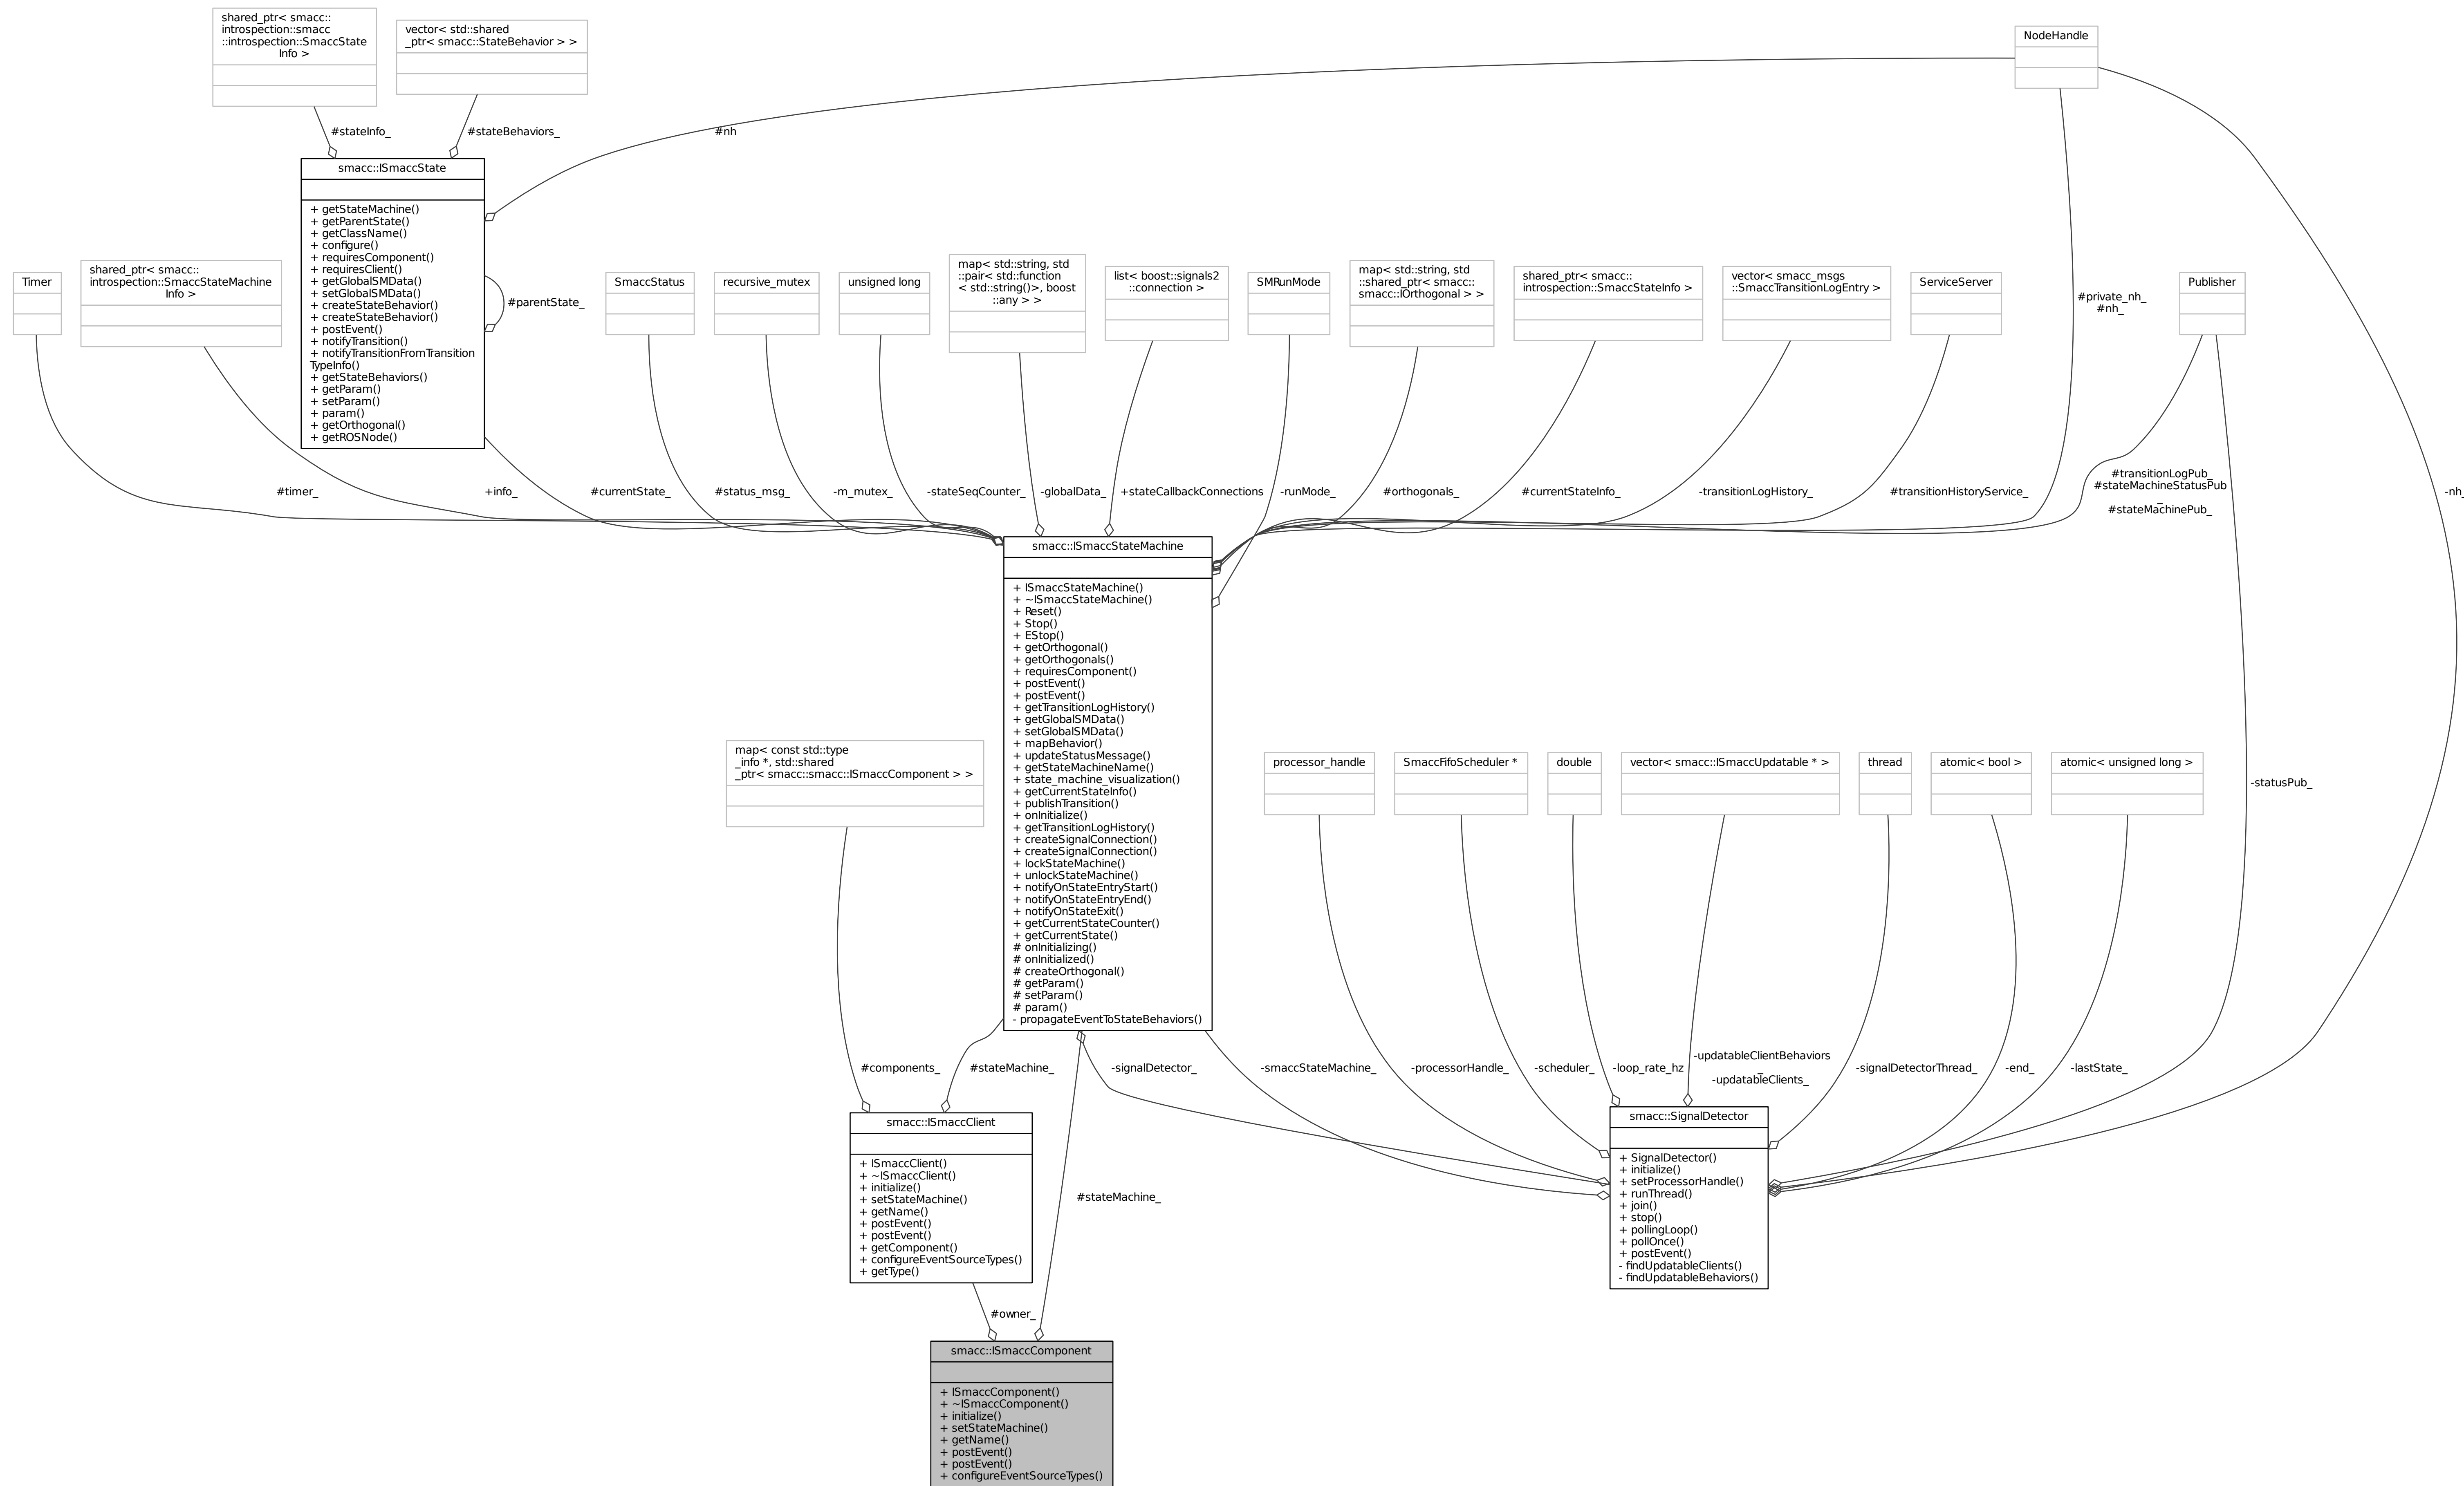 shared_ptr< smacc::
introspection::smacc
::introspection::SmaccState
Info >
vector< std::shared
_ptr< smacc::StateBehavior > >
NodeHandle
#stateInfo_
#stateBehaviors_
#nh
smacc::ISmaccState
+ getStateMachine()
+ getParentState()
+ getClassName()
+ configure()
+ requiresComponent()
+ requiresClient()
+ getGlobalSMData()
+ setGlobalSMData()
+ createStateBehavior()
+ createStateBehavior()
+ postEvent()
+ notifyTransition()
+ notifyTransitionFromTransition
TypeInfo()
+ getStateBehaviors()
+ getParam()
+ setParam()
+ param()
+ getOrthogonal()
+ getROSNode()
#parentState_
Timer
shared_ptr< smacc::
introspection::SmaccStateMachine
Info >
SmaccStatus
recursive_mutex
unsigned long
map< std::string, std
::pair< std::function
< std::string()>, boost
::any > >
list< boost::signals2
::connection >
SMRunMode
map< std::string, std
::shared_ptr< smacc::
smacc::IOrthogonal > >
shared_ptr< smacc::
introspection::SmaccStateInfo >
vector< smacc_msgs
::SmaccTransitionLogEntry >
ServiceServer
#private_nh_
#nh_
Publisher
#timer_
+info_
#currentState_
#status_msg_
-m_mutex_
-stateSeqCounter_
-globalData_
+stateCallbackConnections
-runMode_
#orthogonals_
#currentStateInfo_
-transitionLogHistory_
#transitionHistoryService_
#transitionLogPub_
#stateMachineStatusPub
_
#stateMachinePub_
-nh_
smacc::ISmaccStateMachine
+ ISmaccStateMachine()
+ ~ISmaccStateMachine()
+ Reset()
+ Stop()
+ EStop()
+ getOrthogonal()
+ getOrthogonals()
+ requiresComponent()
+ postEvent()
+ postEvent()
+ getTransitionLogHistory()
+ getGlobalSMData()
+ setGlobalSMData()
+ mapBehavior()
+ updateStatusMessage()
+ getStateMachineName()
+ state_machine_visualization()
+ getCurrentStateInfo()
+ publishTransition()
+ onInitialize()
+ getTransitionLogHistory()
+ createSignalConnection()
+ createSignalConnection()
+ lockStateMachine()
+ unlockStateMachine()
+ notifyOnStateEntryStart()
+ notifyOnStateEntryEnd()
+ notifyOnStateExit()
+ getCurrentStateCounter()
+ getCurrentState()
# onInitializing()
# onInitialized()
# createOrthogonal()
# getParam()
# setParam()
# param()
- propagateEventToStateBehaviors()
map< const std::type
_info *, std::shared
_ptr< smacc::smacc::ISmaccComponent > >
processor_handle
SmaccFifoScheduler *
double
vector< smacc::ISmaccUpdatable * >
thread
atomic< bool >
atomic< unsigned long >
-statusPub_
#components_
#stateMachine_
-signalDetector_
-smaccStateMachine_
-processorHandle_
-scheduler_
-loop_rate_hz
-updatableClientBehaviors
_
-updatableClients_
-signalDetectorThread_
-end_
-lastState_
smacc::ISmaccClient
+ ISmaccClient()
+ ~ISmaccClient()
+ initialize()
+ setStateMachine()
+ getName()
+ postEvent()
+ postEvent()
+ getComponent()
+ configureEventSourceTypes()
+ getType()
#stateMachine_
smacc::SignalDetector
+ SignalDetector()
+ initialize()
+ setProcessorHandle()
+ runThread()
+ join()
+ stop()
+ pollingLoop()
+ pollOnce()
+ postEvent()
- findUpdatableClients()
- findUpdatableBehaviors()
#owner_
smacc::ISmaccComponent
+ ISmaccComponent()
+ ~ISmaccComponent()
+ initialize()
+ setStateMachine()
+ getName()
+ postEvent()
+ postEvent()
+ configureEventSourceTypes()